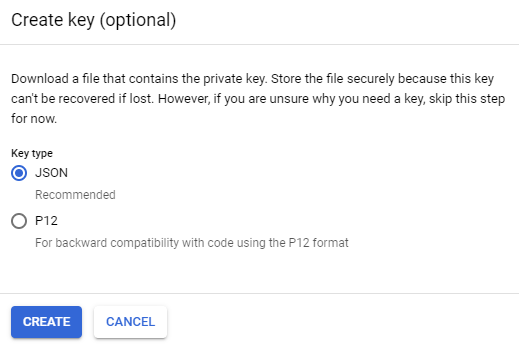 Create key (optional)
Download a file that contains the private key. Store the file securely because this key
can't be recovered if lost. However, if you are unsure why you need a key, skip this step
for now.
Key type
JSON
Recommended
P12
For backward compatibility with code using the P12 format
CREATE CANCEL